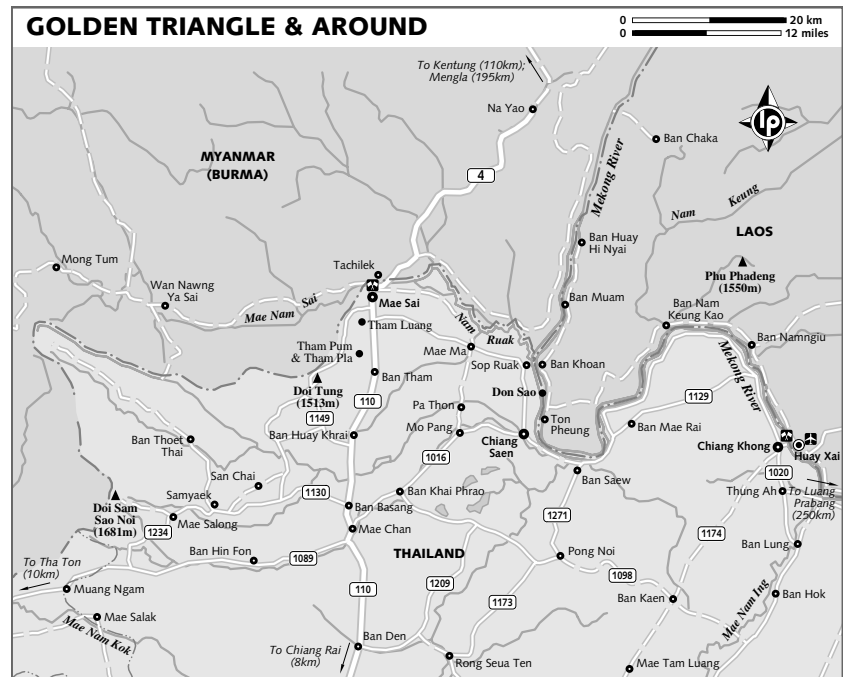 GOLDEN TRIANGLE & AROUND
0 20 km
0 12 miles
To Kentung (110km);
Mengla (195km)
Na Yao
lp
Ban Chaka
MYANMAR
(BURMA)
4
Mekong River
Nam Keung
LAOS
Ban Huay
Hi Nyai
Mong Tum
Tachilek
Phu Phadeng
(1550m)
Wan Nawng
Ya Sai
Mae Nam Sai
Mae Sai
Ban Muam
Ban Nam
Keung Kao
Tham Luang
Nam Ruak
Ban Namngiu
Tham Pum
& Tham Pla
Mae Ma
Mekong River
Sop Ruak
Ban Khoan
Ban Tham
Doi Tung
(1513m)
Don Sao
1129
110
1149
Pa Thon
Ton
Pheung
Ban Mae Rai
Ban Thoet
Thai
Ban Huay Khrai
Mo Pang
Chiang
Saen
Chiang Khong
Huay Xai
1016
San Chai
Ban Saew
1020
Samyaek
1130
Ban Khai Phrao
Thung Ah
To Luang
Prabang
(250km)
Doi Sam
Sao Noi
(1681m)
Mae Salong
Ban Basang
1271
1234
Mae Chan
1174
Ban Hin Fon
1089
THAILAND
Pong Noi
Ban Lung
To Tha Ton
(10km)
Muang Ngam
110
1209
1098
1173
Ban Kaen
Mae Nam Ing
Ban Hok
Mae Salak
Mae Nam Kok
Ban Den
To Chiang Rai
(8km)
Rong Seua Ten
Mae Tam Luang